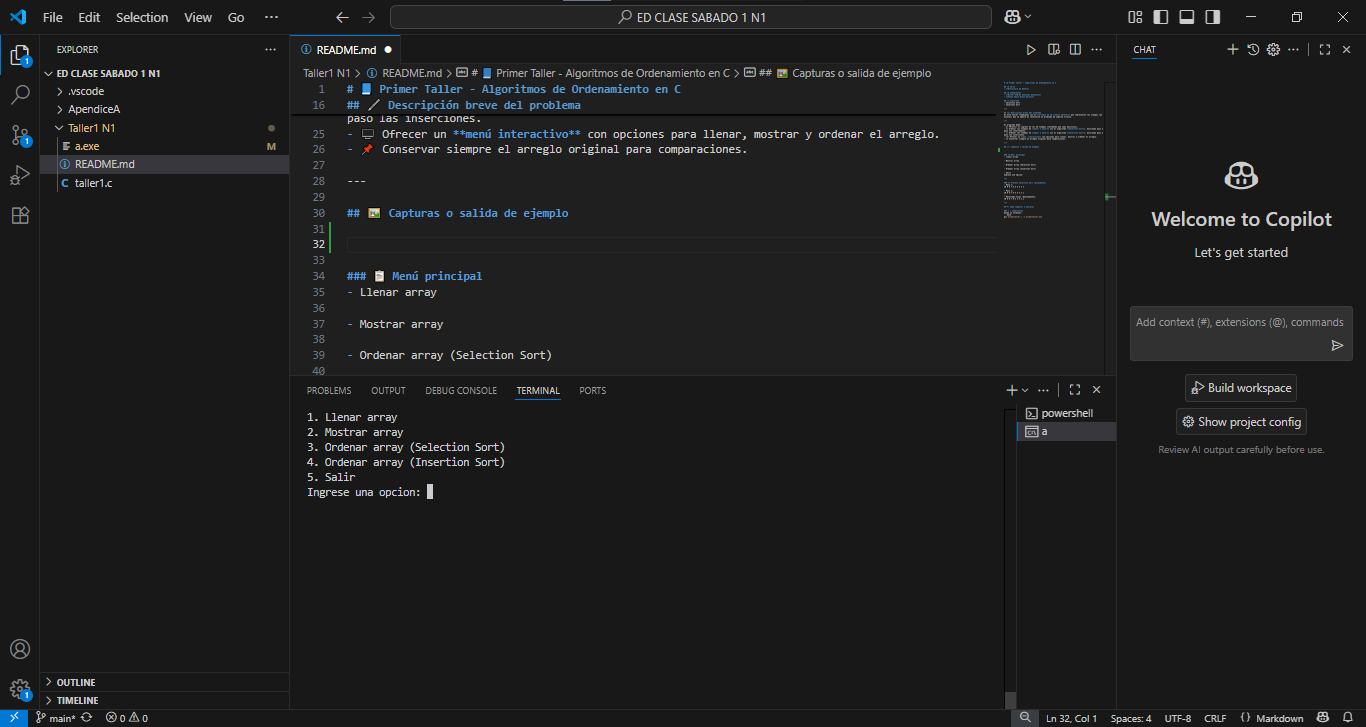 File Edit Selection View Go ··· ED CLASE SABADO 1 N1
EXPLORER ···
ED CLASE SABADO 1 N1
.vscode
ApendiceA
Taller1 N1
a.exe M
README.md
C taller1.c
OUTLINE
TIMELINE
README.md ●
Taller1 N1 > README.md > # 📘 Primer Taller - Algoritmos de Ordenamiento en C > ## 🖼️ Capturas o salida de ejemplo
1 # 📘 Primer Taller - Algoritmos de Ordenamiento en C
16 ## 🖊️ Descripción breve del problema
paso las inserciones.
25 - 🖥️ Ofrecer un **menú interactivo** con opciones para llenar, mostrar y ordenar el arreglo.
26 - 📌 Conservar siempre el arreglo original para comparaciones.
27
28 ---
29
30 ## 🖼️ Capturas o salida de ejemplo
31
32
33
34 ### 📋 Menú principal
35 - Llenar array
36
37 - Mostrar array
38
39 - Ordenar array (Selection Sort)
40
PROBLEMS OUTPUT DEBUG CONSOLE TERMINAL PORTS
1. Llenar array
2. Mostrar array
3. Ordenar array (Selection Sort)
4. Ordenar array (Insertion Sort)
5. Salir
Ingrese una opcion:
powershell
a
CHAT
Welcome to Copilot
Let's get started
Add context (#), extensions (@), commands
Build workspace
Show project config
Review AI output carefully before use.
1
1
1
main* 0 0 Ln 32, Col 1 Spaces: 4 UTF-8 CRLF {} Markdown